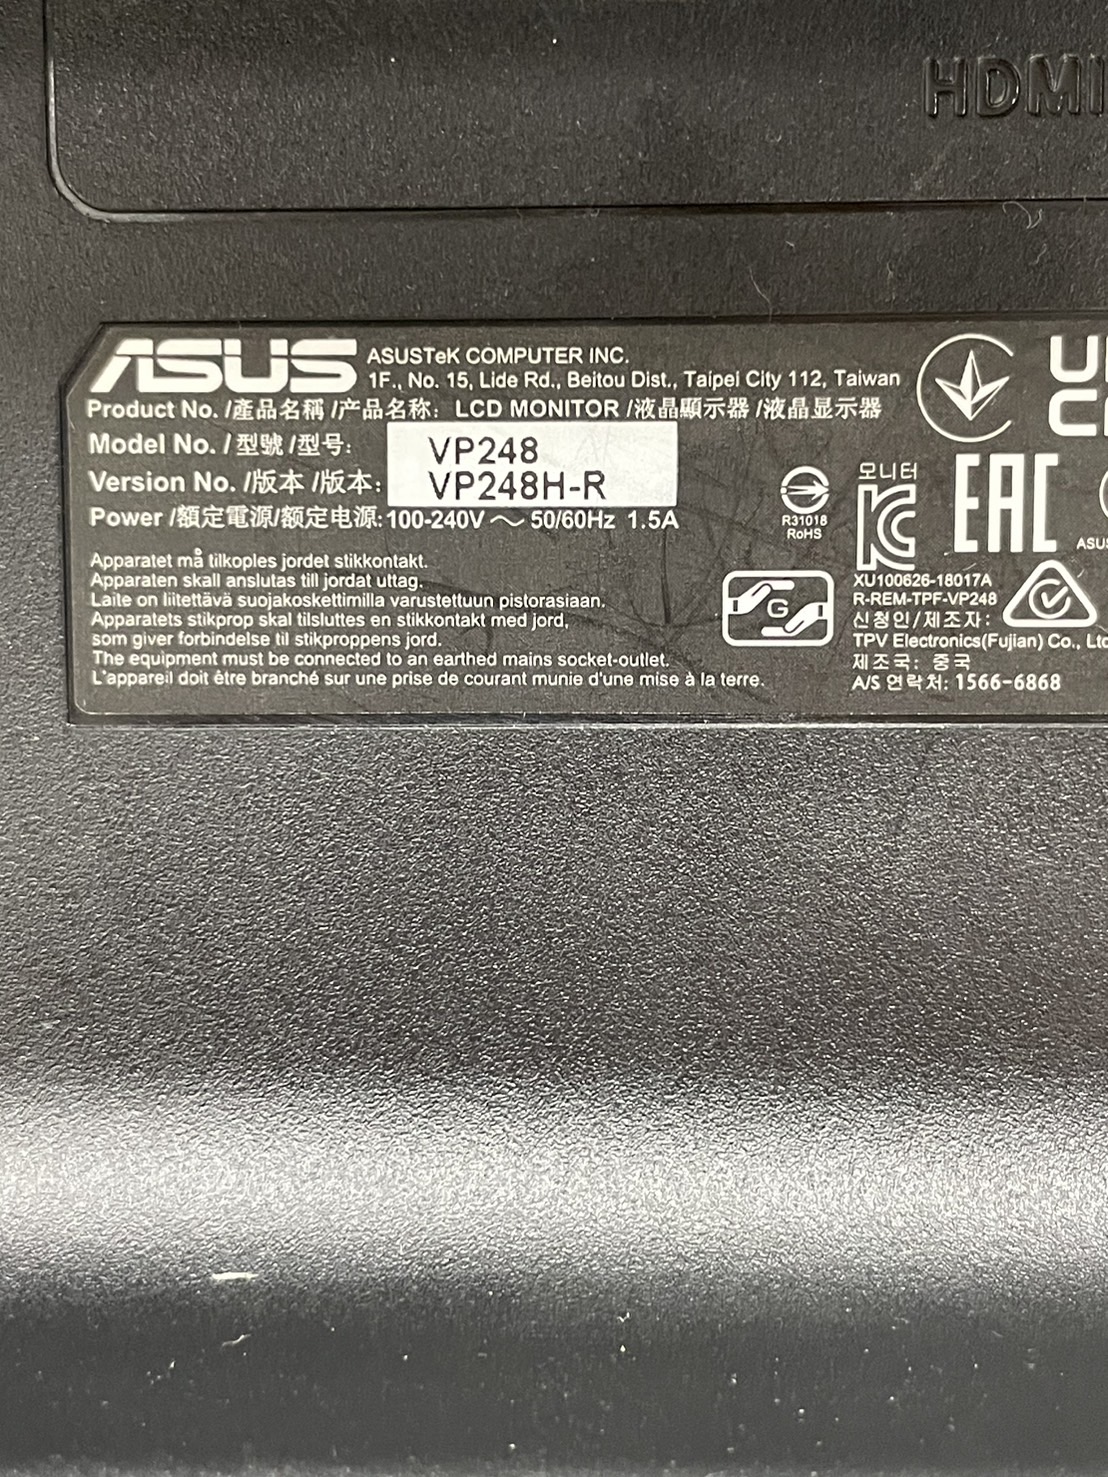 HDMI
ASUS
ASUSTeK COMPUTER INC.
1F., No. 15, Lide Rd., Beitou Dist., Taipei City 112, Taiwan
Product No. /產品名稱 /产品名称: LCD MONITOR /液晶顯示器 /液晶显示器
Model No. / 型號 /型号: VP248
Version No. /版本 /版本: VP248H-R
Power /額定電源/额定电源: 100-240V ～ 50/60Hz 1.5A
Apparatet må tilkoples jordet stikkontakt.
Apparaten skall anslutas till jordat uttag.
Laite on liitettävä suojakoskettimilla varustettuun pistorasiaan.
Apparatets stikprop skal tilsluttes en stikkontakt med jord,
som giver forbindelse til stikproppens jord.
The equipment must be connected to an earthed mains socket-outlet.
L'appareil doit être branché sur une prise de courant munie d'une mise à la terre.
R31018
RoHS
G
모니터
KC
EAC
XU100626-18017A
R-REM-TPF-VP248
신청인/제조자:
TPV Electronics(Fujian) Co., Ltd
제조국: 중국
A/S 연락처: 1566-6868